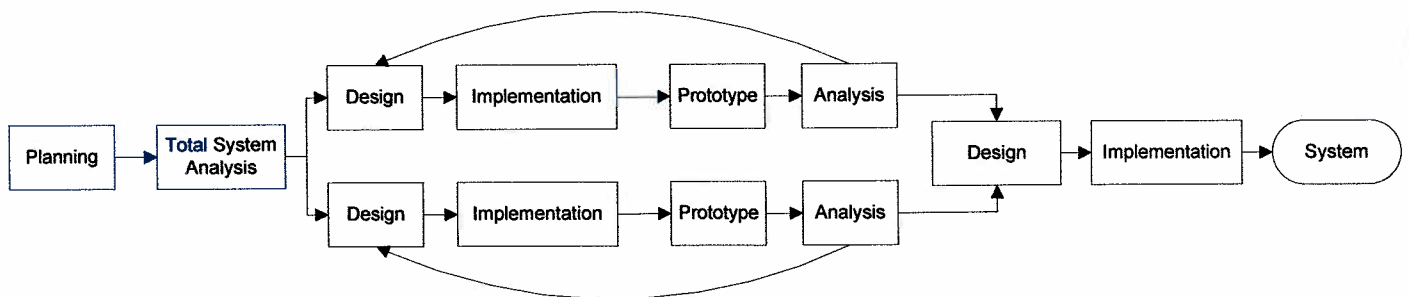 Planning
Total System
Analysis
Design
Implementation
Prototype
Analysis
Design
Implementation
Prototype
Analysis
Design
Implementation
System